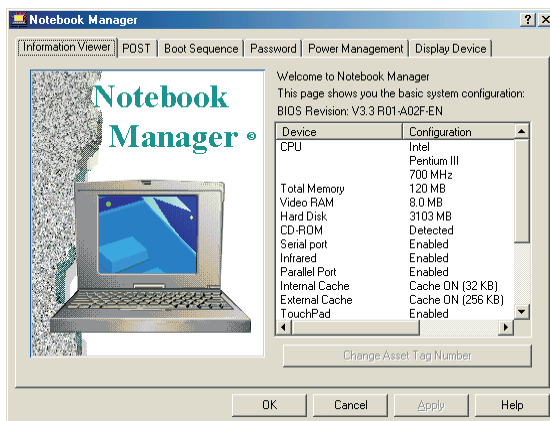 Notebook Manager
Information Viewer POST Boot Sequence Password Power Management Display Device
Notebook
Manager ®
Welcome to Notebook Manager
This page shows you the basic system configuration:
BIOS Revision: V3.3 R01-A02F-EN
Device Configuration
CPU Intel
Pentium III
700 MHz
Total Memory 120 MB
Video RAM 8.0 MB
Hard Disk 3103 MB
CD-ROM Detected
Serial port Enabled
Infrared Enabled
Parallel Port Enabled
Internal Cache Cache ON (32 KB)
External Cache Cache ON (256 KB)
TouchPad Enabled
Change Asset Tag Number
OK Cancel Apply Help